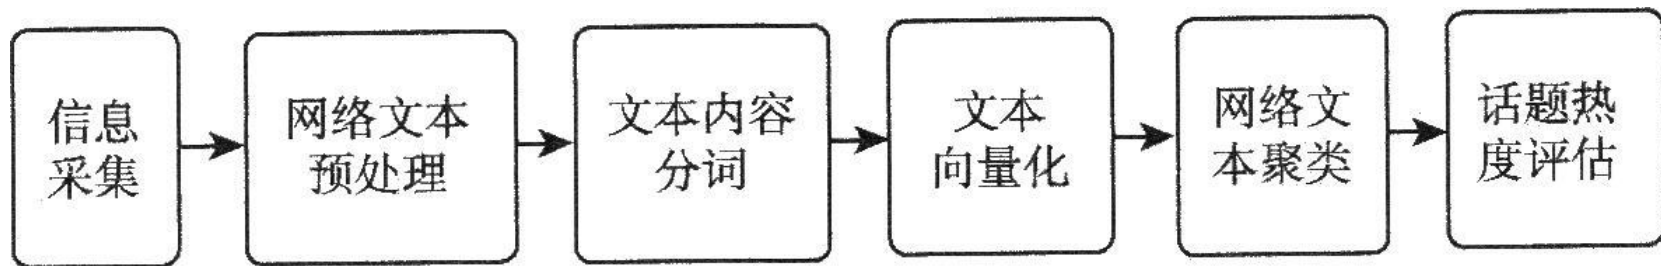 信息
采集
网络文本
预处理
文本内容
分词
文本
向量化
网络文
本聚类
话题热
度评估